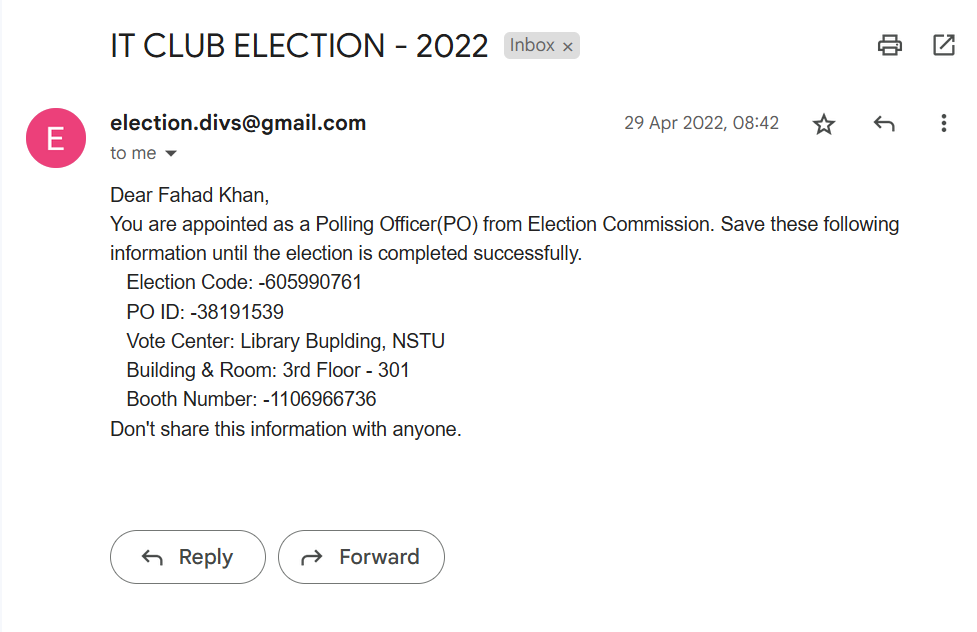 IT CLUB ELECTION - 2022 Inbox ×
E
election.divs@gmail.com 29 Apr 2022, 08:42
to me
Dear Fahad Khan,
You are appointed as a Polling Officer(PO) from Election Commission. Save these following
information until the election is completed successfully.
Election Code: -605990761
PO ID: -38191539
Vote Center: Library Buplding, NSTU
Building & Room: 3rd Floor - 301
Booth Number: -1106966736
Don't share this information with anyone.
Reply Forward